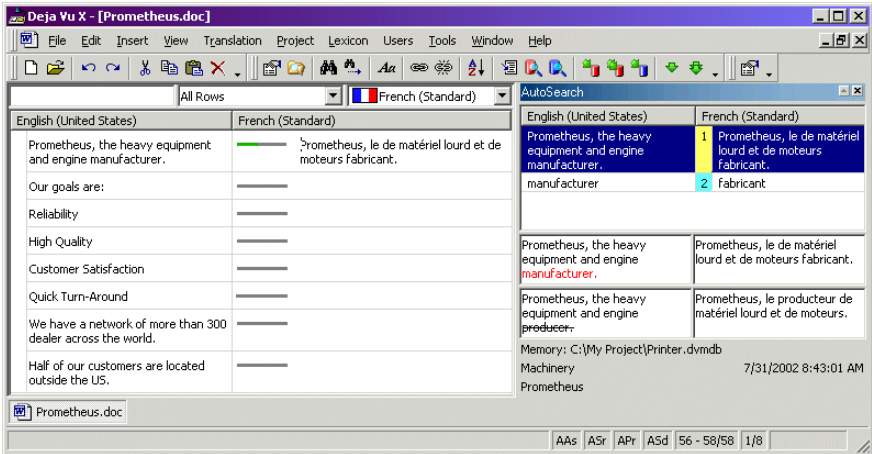 Deja Vu X - [Prometheus.doc]
File Edit Insert View Translation Project Lexicon Users Tools Window Help
All Rows French (Standard)
English (United States) French (Standard)
Prometheus, the heavy equipment
and engine manufacturer.
Prometheus, le de matériel lourd et de
moteurs fabricant.
Our goals are:
Reliability
High Quality
Customer Satisfaction
Quick Turn-Around
We have a network of more than 300
dealer across the world.
Half of our customers are located
outside the US.
AutoSearch
English (United States) French (Standard)
Prometheus, the heavy
equipment and engine
manufacturer.
1 Prometheus, le de matériel
lourd et de moteurs
fabricant.
manufacturer 2 fabricant
Prometheus, the heavy
equipment and engine
manufacturer.
Prometheus, le de matériel
lourd et de moteurs fabricant.
Prometheus, the heavy
equipment and engine
producer.
Prometheus, le producteur de
matériel lourd et de moteurs.
Memory: C:\My Project\Printer.dvmdb
Machinery 7/31/2002 8:43:01 AM
Prometheus
Prometheus.doc
AAs ASr APr ASd 56 - 58/58 1/8